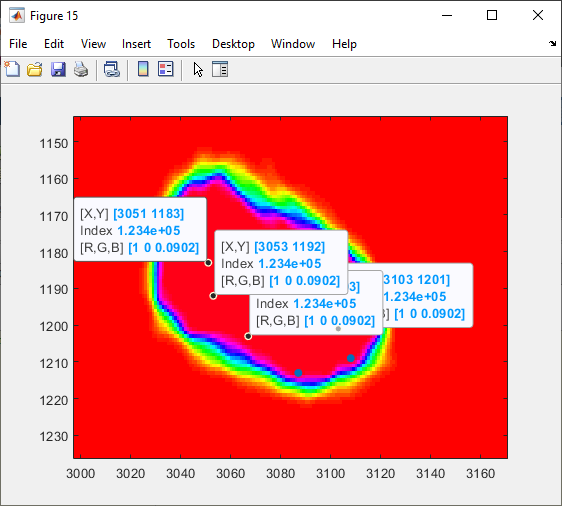 Figure 15
File Edit View Insert Tools Desktop Window Help
1150
1160
1170
1180
1190
1200
1210
1220
1230
3000 3020 3040 3060 3080 3100 3120 3140 3160
[X,Y] [3051 1183]
Index 1.234e+05
[R,G,B] [1 0 0.0902]
[X,Y] [3053 1192]
Index 1.234e+05
[R,G,B] [1 0 0.0902]
3]
Index 1.234e+05
[R,G,B] [1 0 0.0902]
[3103 1201]
1.234e+05
B] [1 0 0.0902]